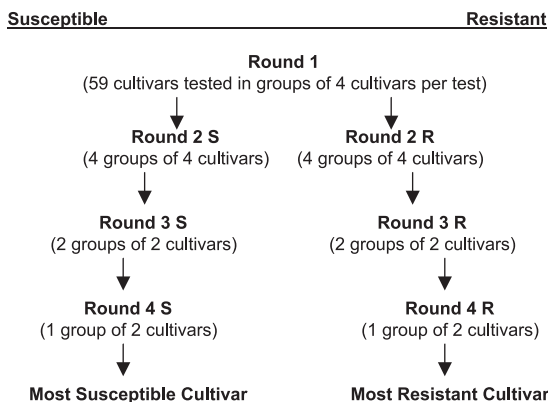 Susceptible Resistant
Round 1
(59 cultivars tested in groups of 4 cultivars per test)
Round 2 S Round 2 R
(4 groups of 4 cultivars) (4 groups of 4 cultivars)
Round 3 S Round 3 R
(2 groups of 2 cultivars) (2 groups of 2 cultivars)
Round 4 S Round 4 R
(1 group of 2 cultivars) (1 group of 2 cultivars)
Most Susceptible Cultivar Most Resistant Cultivar